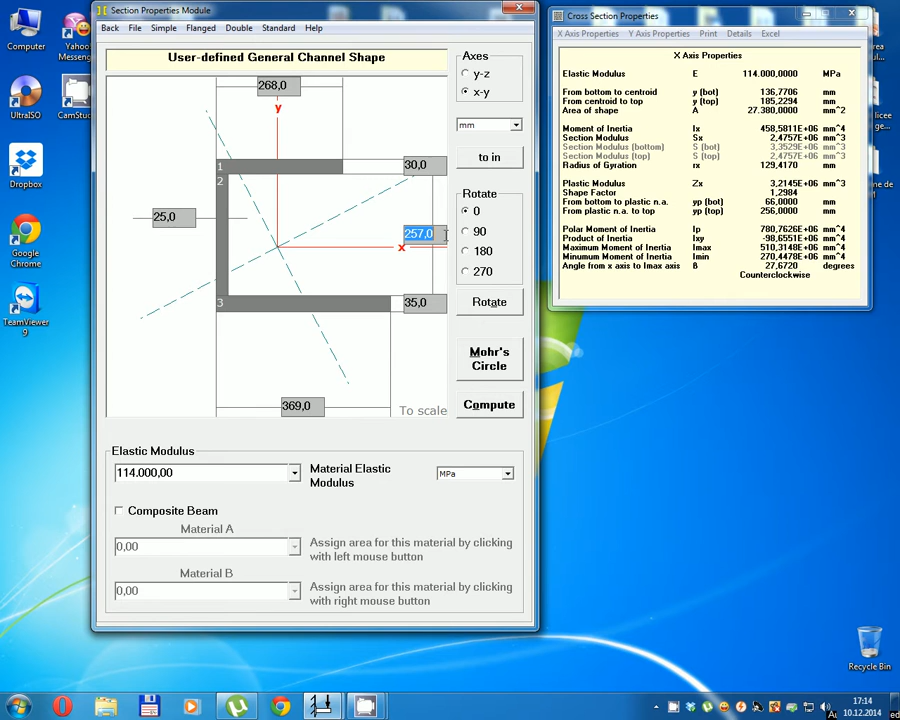 Section Properties Module
Back File Simple Flanged Double Standard Help
User-defined General Channel Shape
268,0
y
1
30,0
2
25,0
257,0
x
3
35,0
369,0
To scale
Axes
y-z
x-y
mm
to in
Rotate
0
90
180
270
Rotate
Mohr's
Circle
Compute
Elastic Modulus
114.000,00
Material Elastic
Modulus
MPa
Composite Beam
Material A
0,00
Assign area for this material by clicking
with left mouse button
Material B
0,00
Assign area for this material by clicking
with right mouse button
Cross Section Properties
X Axis Properties Y Axis Properties Print Details Excel
X Axis Properties
Elastic Modulus E 114.000,0000 MPa
From bottom to centroid y (bot) 136,7706 mm
From centroid to top y (top) 185,2294 mm
Area of shape A 27.380,0000 mm^2
Moment of Inertia Ix 458,5811E+06 mm^4
Section Modulus Sx 2,4757E+06 mm^3
Section Modulus (bottom) S (bot) 3,3529E+06 mm^3
Section Modulus (top) S (top) 2,4757E+06 mm^3
Radius of Gyration rx 129,4170 mm
Plastic Modulus Zx 3,2145E+06 mm^3
Shape Factor 1,2984
From bottom to plastic n.a. yp (bot) 66,0000 mm
From plastic n.a. to top yp (top) 256,0000 mm
Polar Moment of Inertia Ip 780,7626E+06 mm^4
Product of Inertia Ixy -98,6551E+06 mm^4
Maximum Moment of Inertia Imax 510,3148E+06 mm^4
Minumum Moment of Inertia Imin 270,4478E+06 mm^4
Angle from x axis to Imax axis ß 27,6720 degrees
Counterclockwise
Computer
Yahoo
Messeng
UltraISO
CamStu
Dropbox
Google
Chrome
TeamViewer
9
Recycle Bin
17:14
10.12.2014